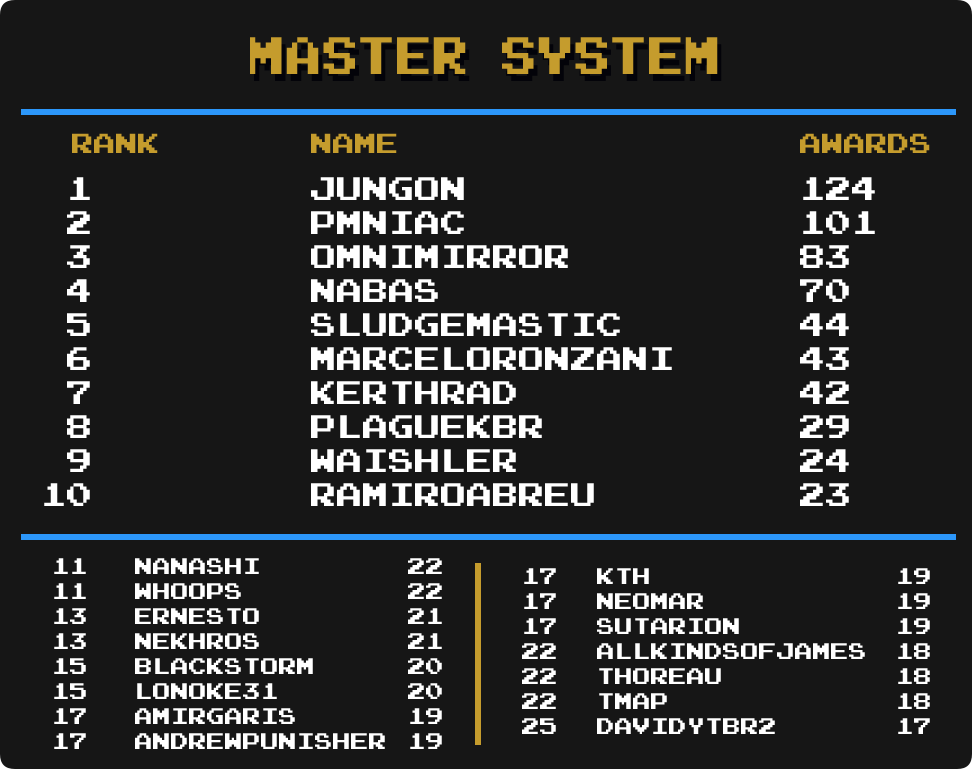 MASTER SYSTEM
RANK NAME AWARDS
1 JUNGON 124
2 PMNIAC 101
3 OMNIMIRROR 83
4 NABAS 70
5 SLUDGEMASTIC 44
6 MARCELORONZANI 43
7 KERTHRAD 42
8 PLAGUEKBR 29
9 WAISHLER 24
10 RAMIROABREU 23
11 NANASHI 22
11 WHOOPS 22
13 ERNESTO 21
13 NEKHROS 21
15 BLACKSTORM 20
15 LONOKE31 20
17 AMIRGARIS 19
17 ANDREWPUNISHER 19
17 KTH 19
17 NEOMAR 19
17 SUTARION 19
22 ALLKINDSOFJAMES 18
22 THOREAU 18
22 TMAP 18
25 DAVIDYTBR2 17